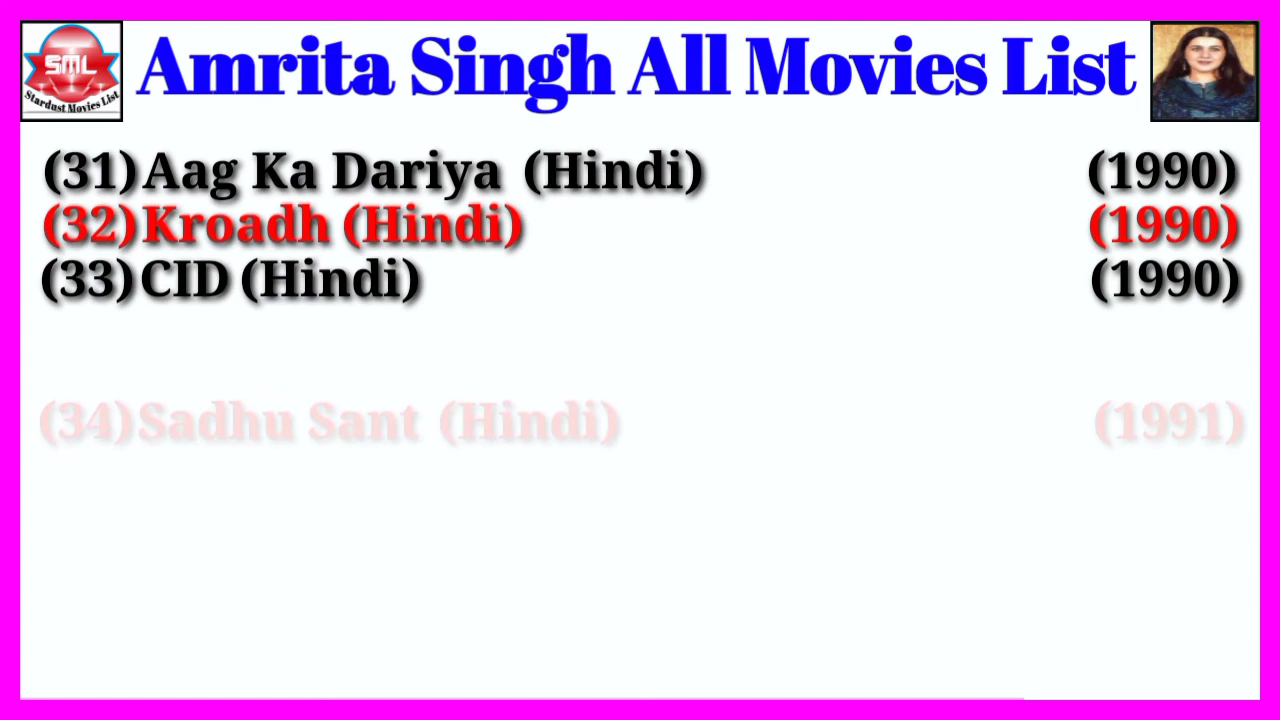 SML
Stardust Movies List
Amrita Singh All Movies List
(31) Aag Ka Dariya (Hindi) (1990)
(32) Kroadh (Hindi) (1990)
(33) CID (Hindi) (1990)
(34) Sadhu Sant (Hindi) (1991)